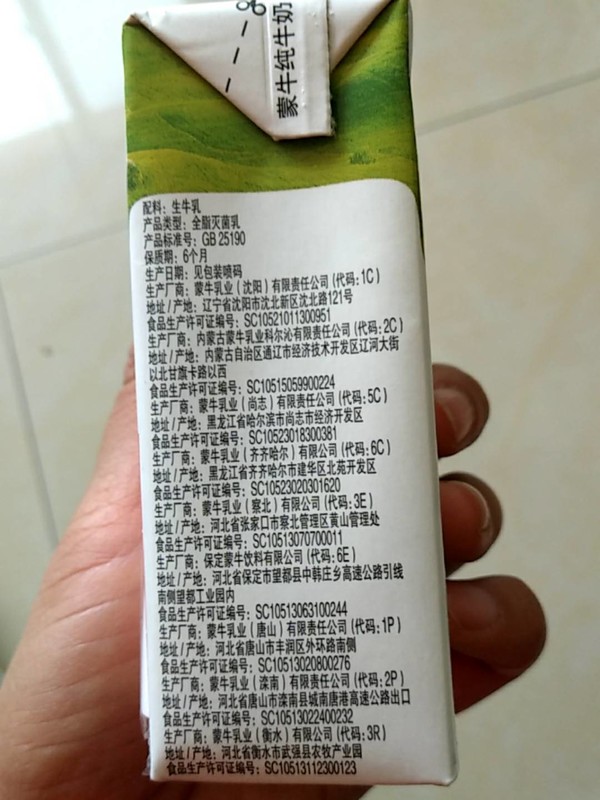 蒙牛纯牛奶
配料：生牛乳
产品类型：全脂灭菌乳
产品标准号：GB 25190
保质期：6个月
生产日期：见包装喷码
生产厂商：蒙牛乳业（沈阳）有限责任公司(代码:1C)
地址/产地：辽宁省沈阳市沈北新区沈北路121号
食品生产许可证编号：SC10521011300951
生产厂商：内蒙古蒙牛乳业科尔沁有限责任公司(代码:2C)
地址/产地：内蒙古自治区通辽市经济技术开发区辽河大街
以北甘旗卡路以西
食品生产许可证编号：SC10515059900224
生产厂商：蒙牛乳业（尚志）有限责任公司(代码:5C)
地址/产地：黑龙江省哈尔滨市尚志市经济开发区
食品生产许可证编号：SC10523018300381
生产厂商：蒙牛乳业（齐齐哈尔）有限公司(代码:6C)
地址/产地：黑龙江省齐齐哈尔市建华区北苑开发区
食品生产许可证编号：SC10523020301620
生产厂商：蒙牛乳业（察北）有限公司(代码:3E)
地址/产地：河北省张家口市察北管理区黄山管理处
食品生产许可证编号：SC10513070700011
生产厂商：保定蒙牛饮料有限公司(代码:6E)
地址/产地：河北省保定市望都县中韩庄乡高速公路引线
南侧望都工业园内
食品生产许可证编号：SC10513063100244
生产厂商：蒙牛乳业（唐山）有限责任公司(代码:1P)
地址/产地：河北省唐山市丰润区外环路南侧
食品生产许可证编号：SC10513020800276
生产厂商：蒙牛乳业（滦南）有限责任公司(代码:2P)
地址/产地：河北省唐山市滦南县城南唐港高速公路出口
食品生产许可证编号：SC10513022400232
生产厂商：蒙牛乳业（衡水）有限公司(代码:3R)
地址/产地：河北省衡水市武强县农牧产业园
食品生产许可证编号：SC10513112300123